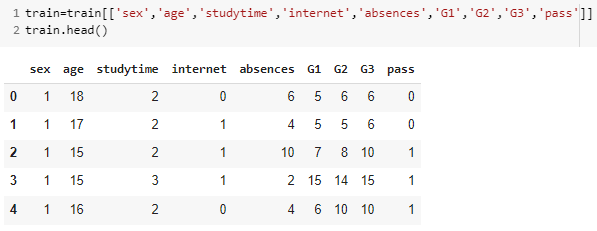 1 train=train[['sex','age','studytime','internet','absences','G1','G2','G3','pass']]
2 train.head()
sex age studytime internet absences G1 G2 G3 pass
0 1 18 2 0 6 5 6 6 0
1 1 17 2 1 4 5 5 6 0
2 1 15 2 1 10 7 8 10 1
3 1 15 3 1 2 15 14 15 1
4 1 16 2 0 4 6 10 10 1